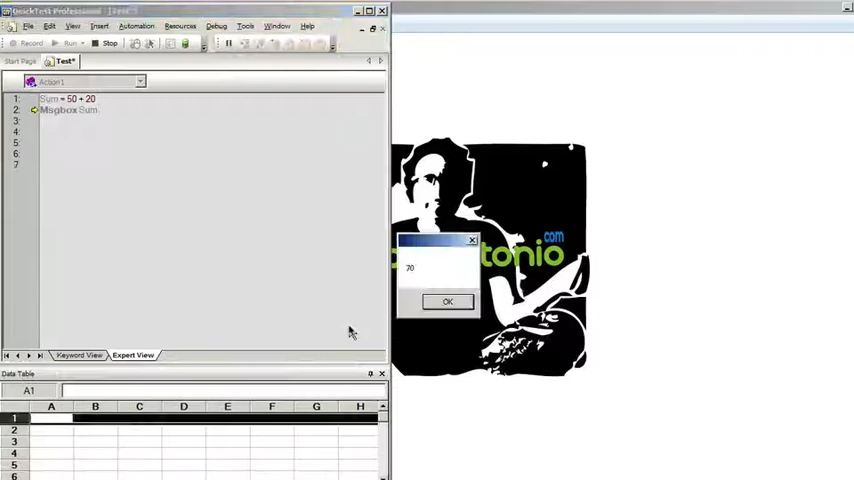 QuickTest Professional - [Test*]
File Edit View Insert Automation Resources Debug Tools Window Help
Record Run Stop
Start Page Test*
Action1
1: Sum = 50 + 20
2: Msgbox Sum
3:
4:
5:
6:
7
70
OK
com
tonio
Keyword View Expert View
Data Table
A1
A B C D E F G H
1
2
3
4
5
6